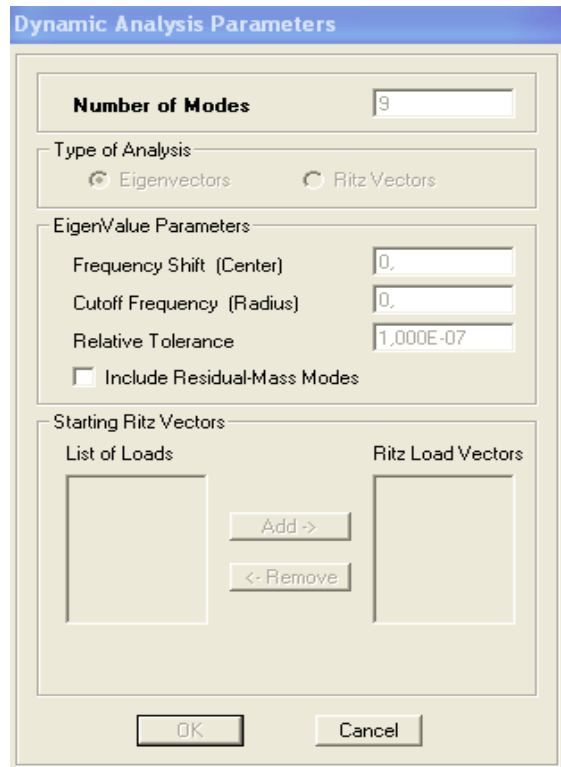 Dynamic Analysis Parameters
Number of Modes 9
Type of Analysis
Eigenvectors Ritz Vectors
EigenValue Parameters
Frequency Shift (Center) 0,
Cutoff Frequency (Radius) 0,
Relative Tolerance 1,000E-07
Include Residual-Mass Modes
Starting Ritz Vectors
List of Loads Ritz Load Vectors
Add ->
<- Remove
OK Cancel